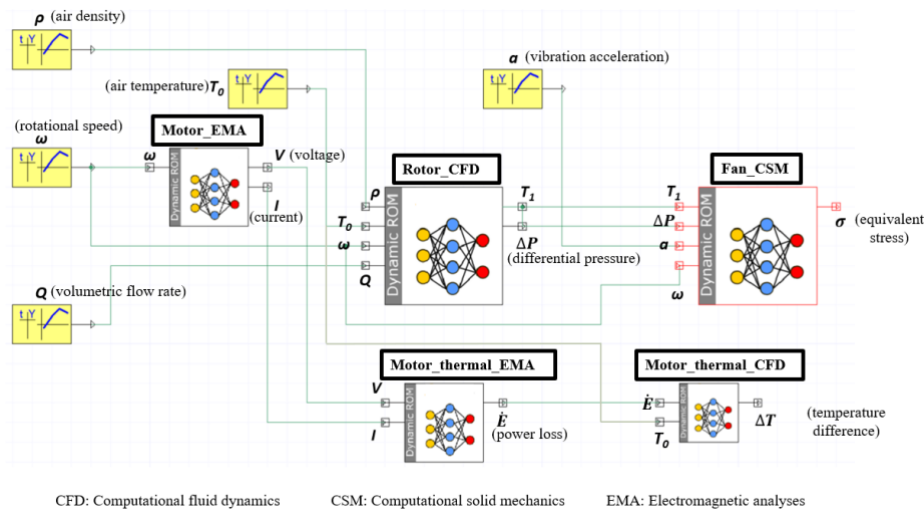 ρ (air density)
t Y
a (vibration acceleration)
t Y
(air temperature) T₀
t Y
(rotational speed)
ω
t Y
Motor_EMA
ω
Dynamic ROM
V (voltage)
I
(current)
Rotor_CFD
ρ
T₀
ω
Q
Dynamic ROM
T₁
ΔP
(differential pressure)
Fan_CSM
T₁
ΔP
a
ω
Dynamic ROM
σ (equivalent
stress)
Q (volumetric flow rate)
t Y
Motor_thermal_EMA
V
I
Dynamic ROM
Ė
(power loss)
Motor_thermal_CFD
Ė
T₀
Dynamic ROM
ΔT (temperature
difference)
CFD: Computational fluid dynamics CSM: Computational solid mechanics EMA: Electromagnetic analyses